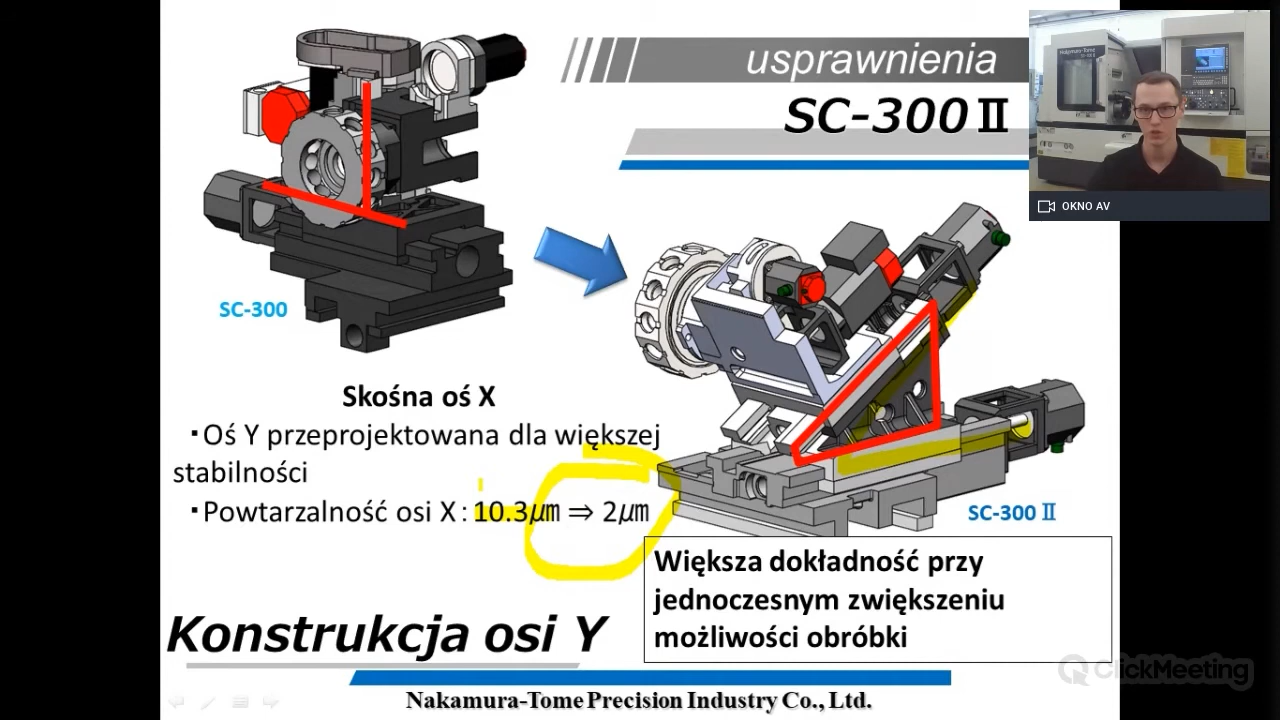 usprawnienia
SC-300Ⅱ
OKNO AV
SC-300
Skośna oś X
・Oś Y przeprojektowana dla większej
stabilności
・Powtarzalność osi X : 10.3㎛ ⇒ 2㎛
SC-300Ⅱ
Większa dokładność przy
jednoczesnym zwiększeniu
możliwości obróbki
Konstrukcja osi Y
ClickMeeting
Nakamura-Tome Precision Industry Co., Ltd.